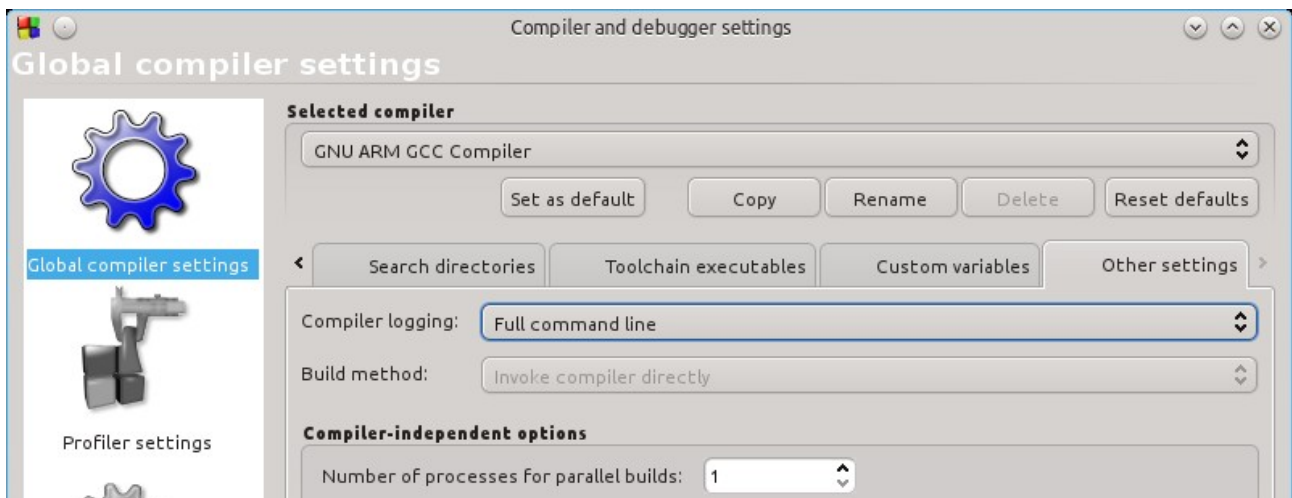 Compiler and debugger settings
Global compiler settings
Selected compiler
GNU ARM GCC Compiler
Set as default Copy Rename Delete Reset defaults
Global compiler settings
Search directories Toolchain executables Custom variables Other settings
Compiler logging: Full command line
Build method: Invoke compiler directly
Profiler settings
Compiler-independent options
Number of processes for parallel builds: 1